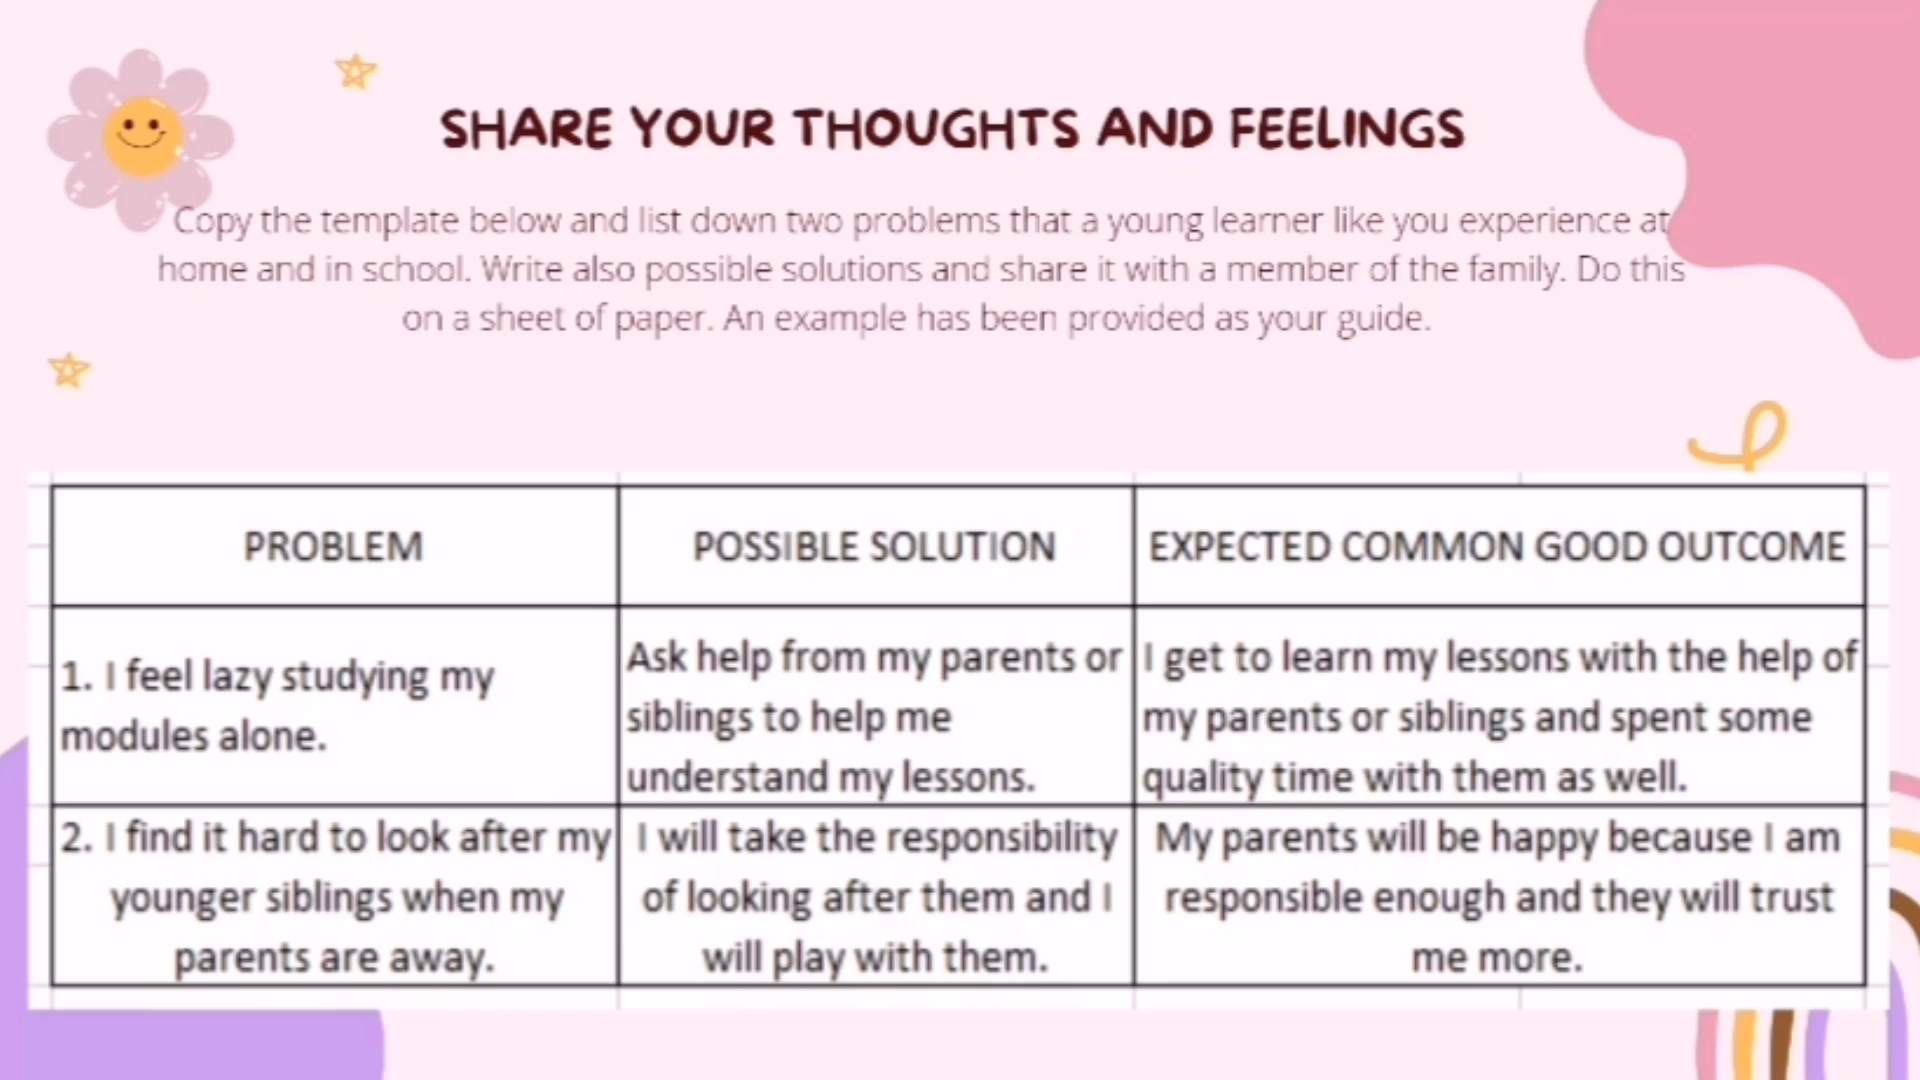 SHARE YOUR THOUGHTS AND FEELINGS
Copy the template below and list down two problems that a young learner like you experience at
home and in school. Write also possible solutions and share it with a member of the family. Do this
on a sheet of paper. An example has been provided as your guide.
PROBLEM
POSSIBLE SOLUTION
EXPECTED COMMON GOOD OUTCOME
1. I feel lazy studying my
modules alone.
Ask help from my parents or
siblings to help me
understand my lessons.
I get to learn my lessons with the help of
my parents or siblings and spent some
quality time with them as well.
2. I find it hard to look after my
younger siblings when my
parents are away.
I will take the responsibility
of looking after them and I
will play with them.
My parents will be happy because I am
responsible enough and they will trust
me more.